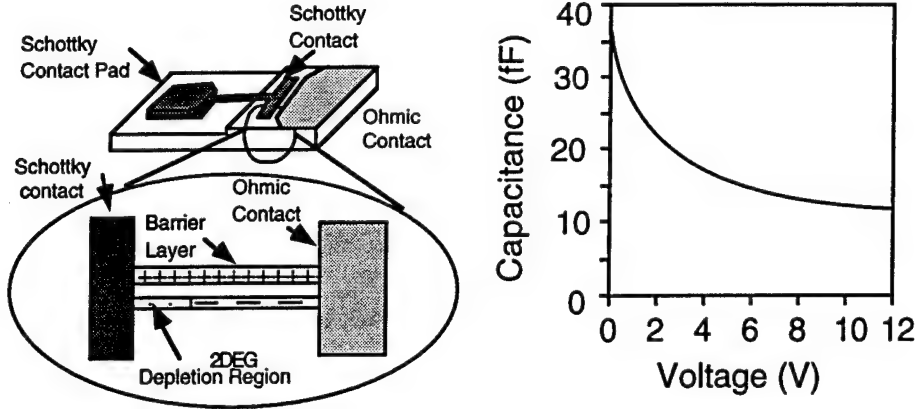 Schottky
Contact Pad
Schottky
Contact
Ohmic
Contact
Schottky
contact
Ohmic
Contact
Barrier
Layer
2DEG
Depletion Region
Capacitance (fF)
40
30
20
10
0
0 2 4 6 8 10 12
Voltage (V)